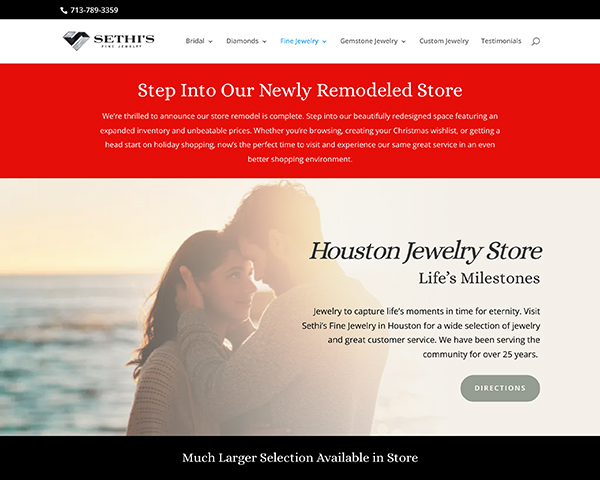 713-789-3359
SETHI'S
FINE JEWELRY
Bridal Diamonds Fine Jewelry Gemstone Jewelry Custom Jewelry Testimonials
Step Into Our Newly Remodeled Store
We're thrilled to announce our store remodel is complete. Step into our beautifully redesigned space featuring an
expanded inventory and unbeatable prices. Whether you're browsing, creating your Christmas wishlist, or getting a
head start on holiday shopping, now's the perfect time to visit and experience our same great service in an even
better shopping environment.
Houston Jewelry Store
Life's Milestones
Jewelry to capture life's moments in time for eternity. Visit
Sethi's Fine Jewelry in Houston for a wide selection of jewelry
and great customer service. We have been serving the
community for over 25 years.
DIRECTIONS
Much Larger Selection Available in Store